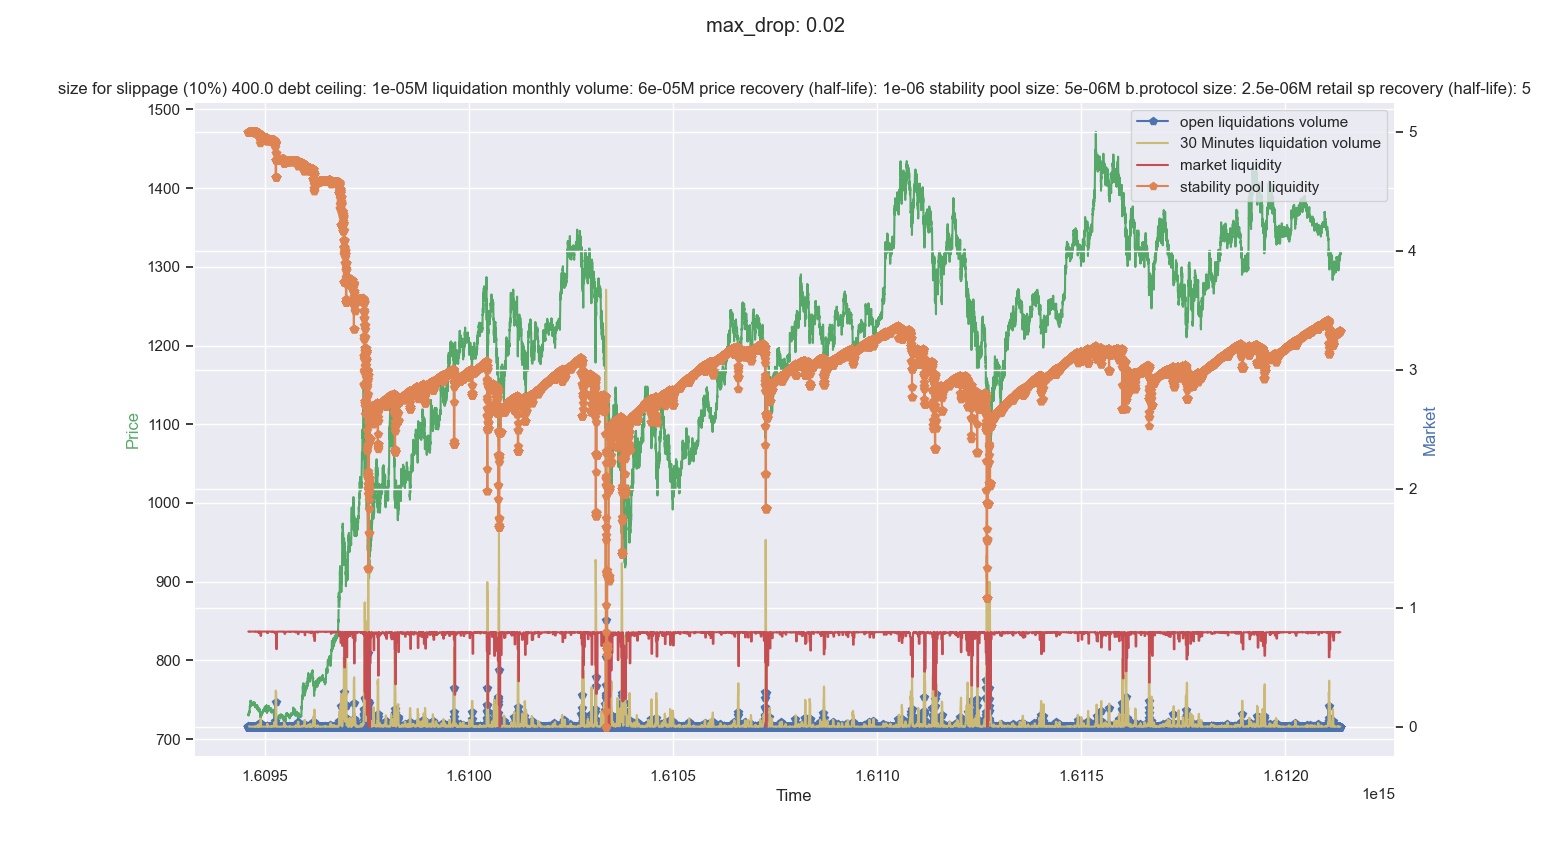 max_drop: 0.02
size for slippage (10%) 400.0 debt ceiling: 1e-05M liquidation monthly volume: 6e-05M price recovery (half-life): 1e-06 stability pool size: 5e-06M b.protocol size: 2.5e-06M retail sp recovery (half-life): 5
open liquidations volume
30 Minutes liquidation volume
market liquidity
stability pool liquidity
1500
1400
1300
1200
1100
1000
900
800
700
Price
5
4
3
2
1
0
Market
1.6095 1.6100 1.6105 1.6110 1.6115 1.6120
1e15
Time